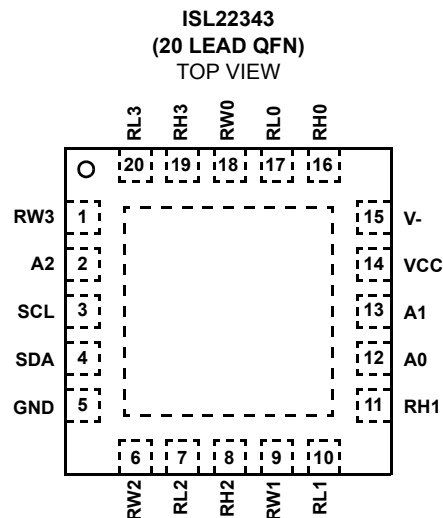 ISL22343
(20 LEAD QFN)
TOP VIEW
RL3
RH3
RW0
RL0
RH0
20
19
18
17
16
RW3
1
15
V-
A2
2
14
VCC
SCL
3
13
A1
SDA
4
12
A0
GND
5
11
RH1
6
7
8
9
10
RW2
RL2
RH2
RW1
RL1